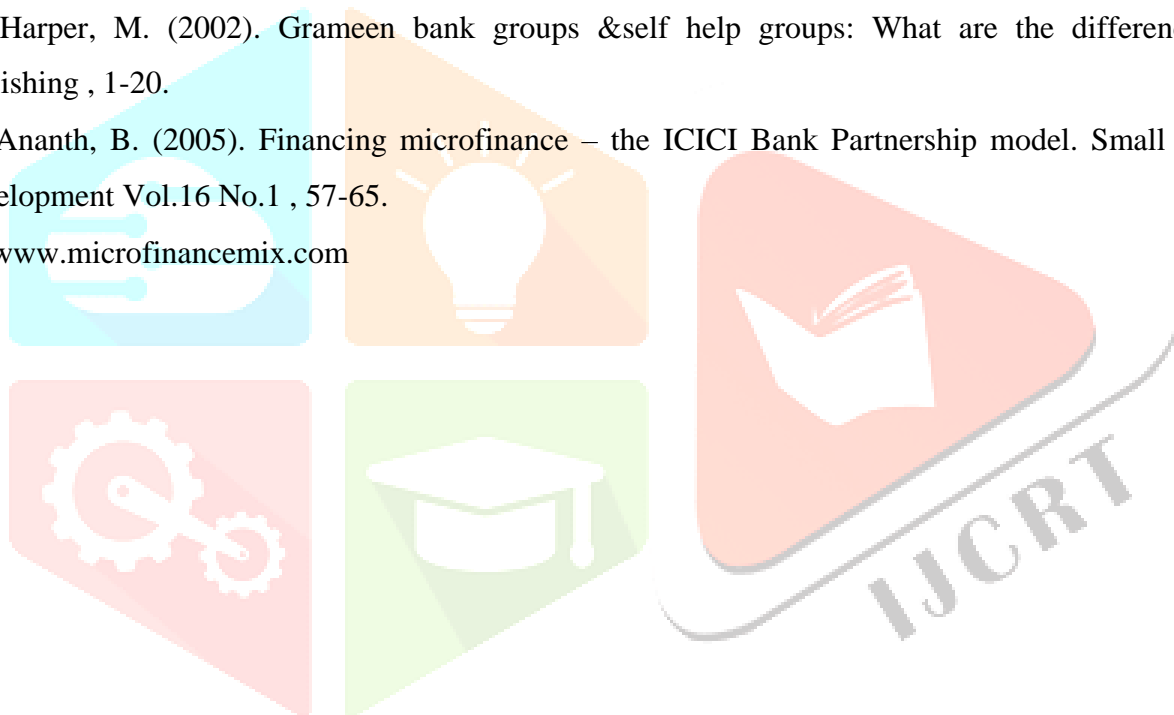 Harper, M. (2002). Grameen bank groups &self help groups: What are the differen
ishing , 1-20.
Ananth, B. (2005). Financing microfinance – the ICICI Bank Partnership model. Small
elopment Vol.16 No.1 , 57-65.
www.microfinancemix.com
IJCRT